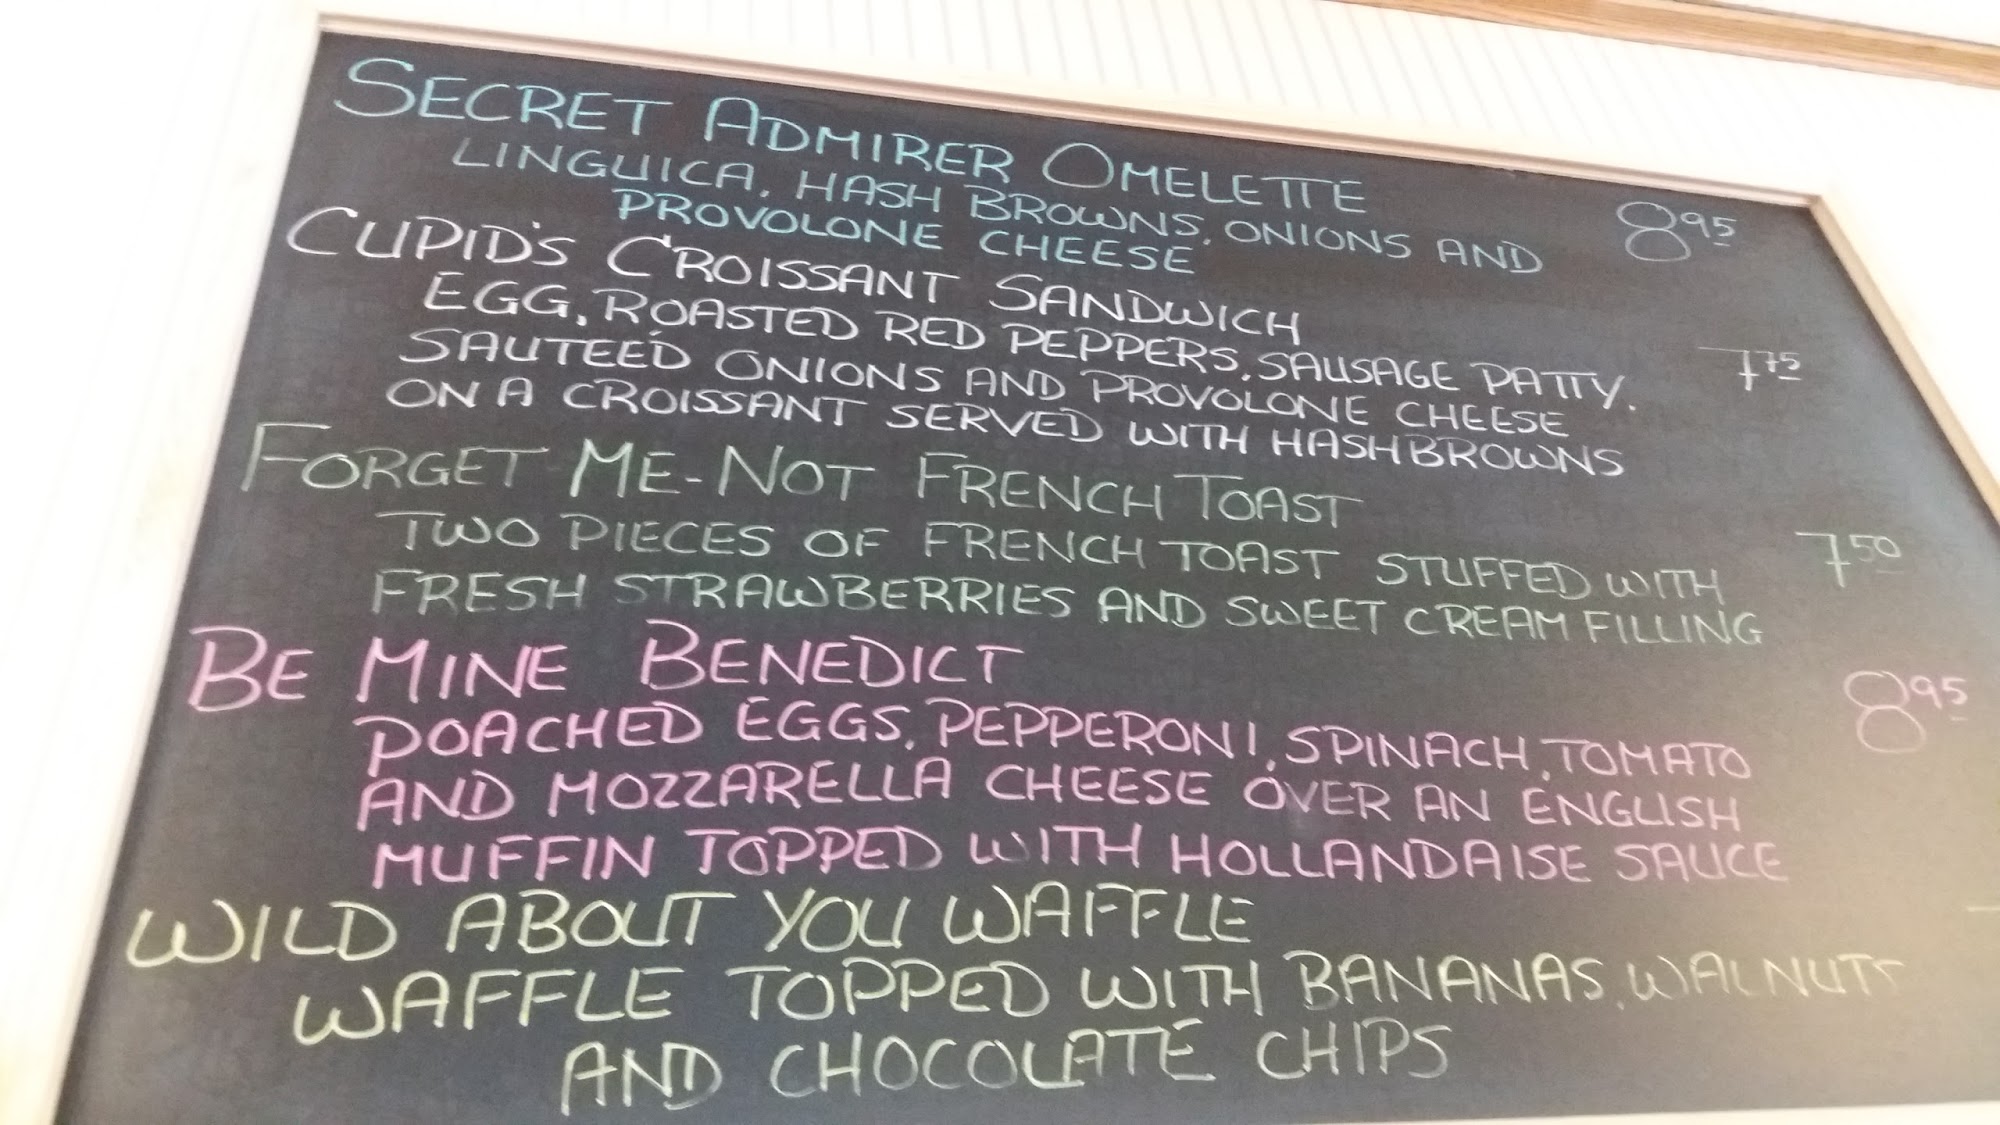 SECRET ADMIRER OMELETTE
LINGUICA, HASH BROWNS, ONIONS AND 8 95
PROVOLONE CHEESE
CUPID'S CROISSANT SANDWICH
EGG, ROASTED RED PEPPERS, SAUSAGE PATTY, 7 75
SAUTEED ONIONS AND PROVOLONE CHEESE
ON A CROISSANT SERVED WITH HASHBROWNS
FORGET ME-NOT FRENCH TOAST
TWO PIECES OF FRENCH TOAST STUFFED WITH 7 50
FRESH STRAWBERRIES AND SWEET CREAM FILLING
BE MINE BENEDICT
POACHED EGGS, PEPPERONI, SPINACH, TOMATO 8 95
AND MOZZARELLA CHEESE OVER AN ENGLISH
MUFFIN TOPPED WITH HOLLANDAISE SAUCE
WILD ABOUT YOU WAFFLE
WAFFLE TOPPED WITH BANANAS, WALNUTS
AND CHOCOLATE CHIPS